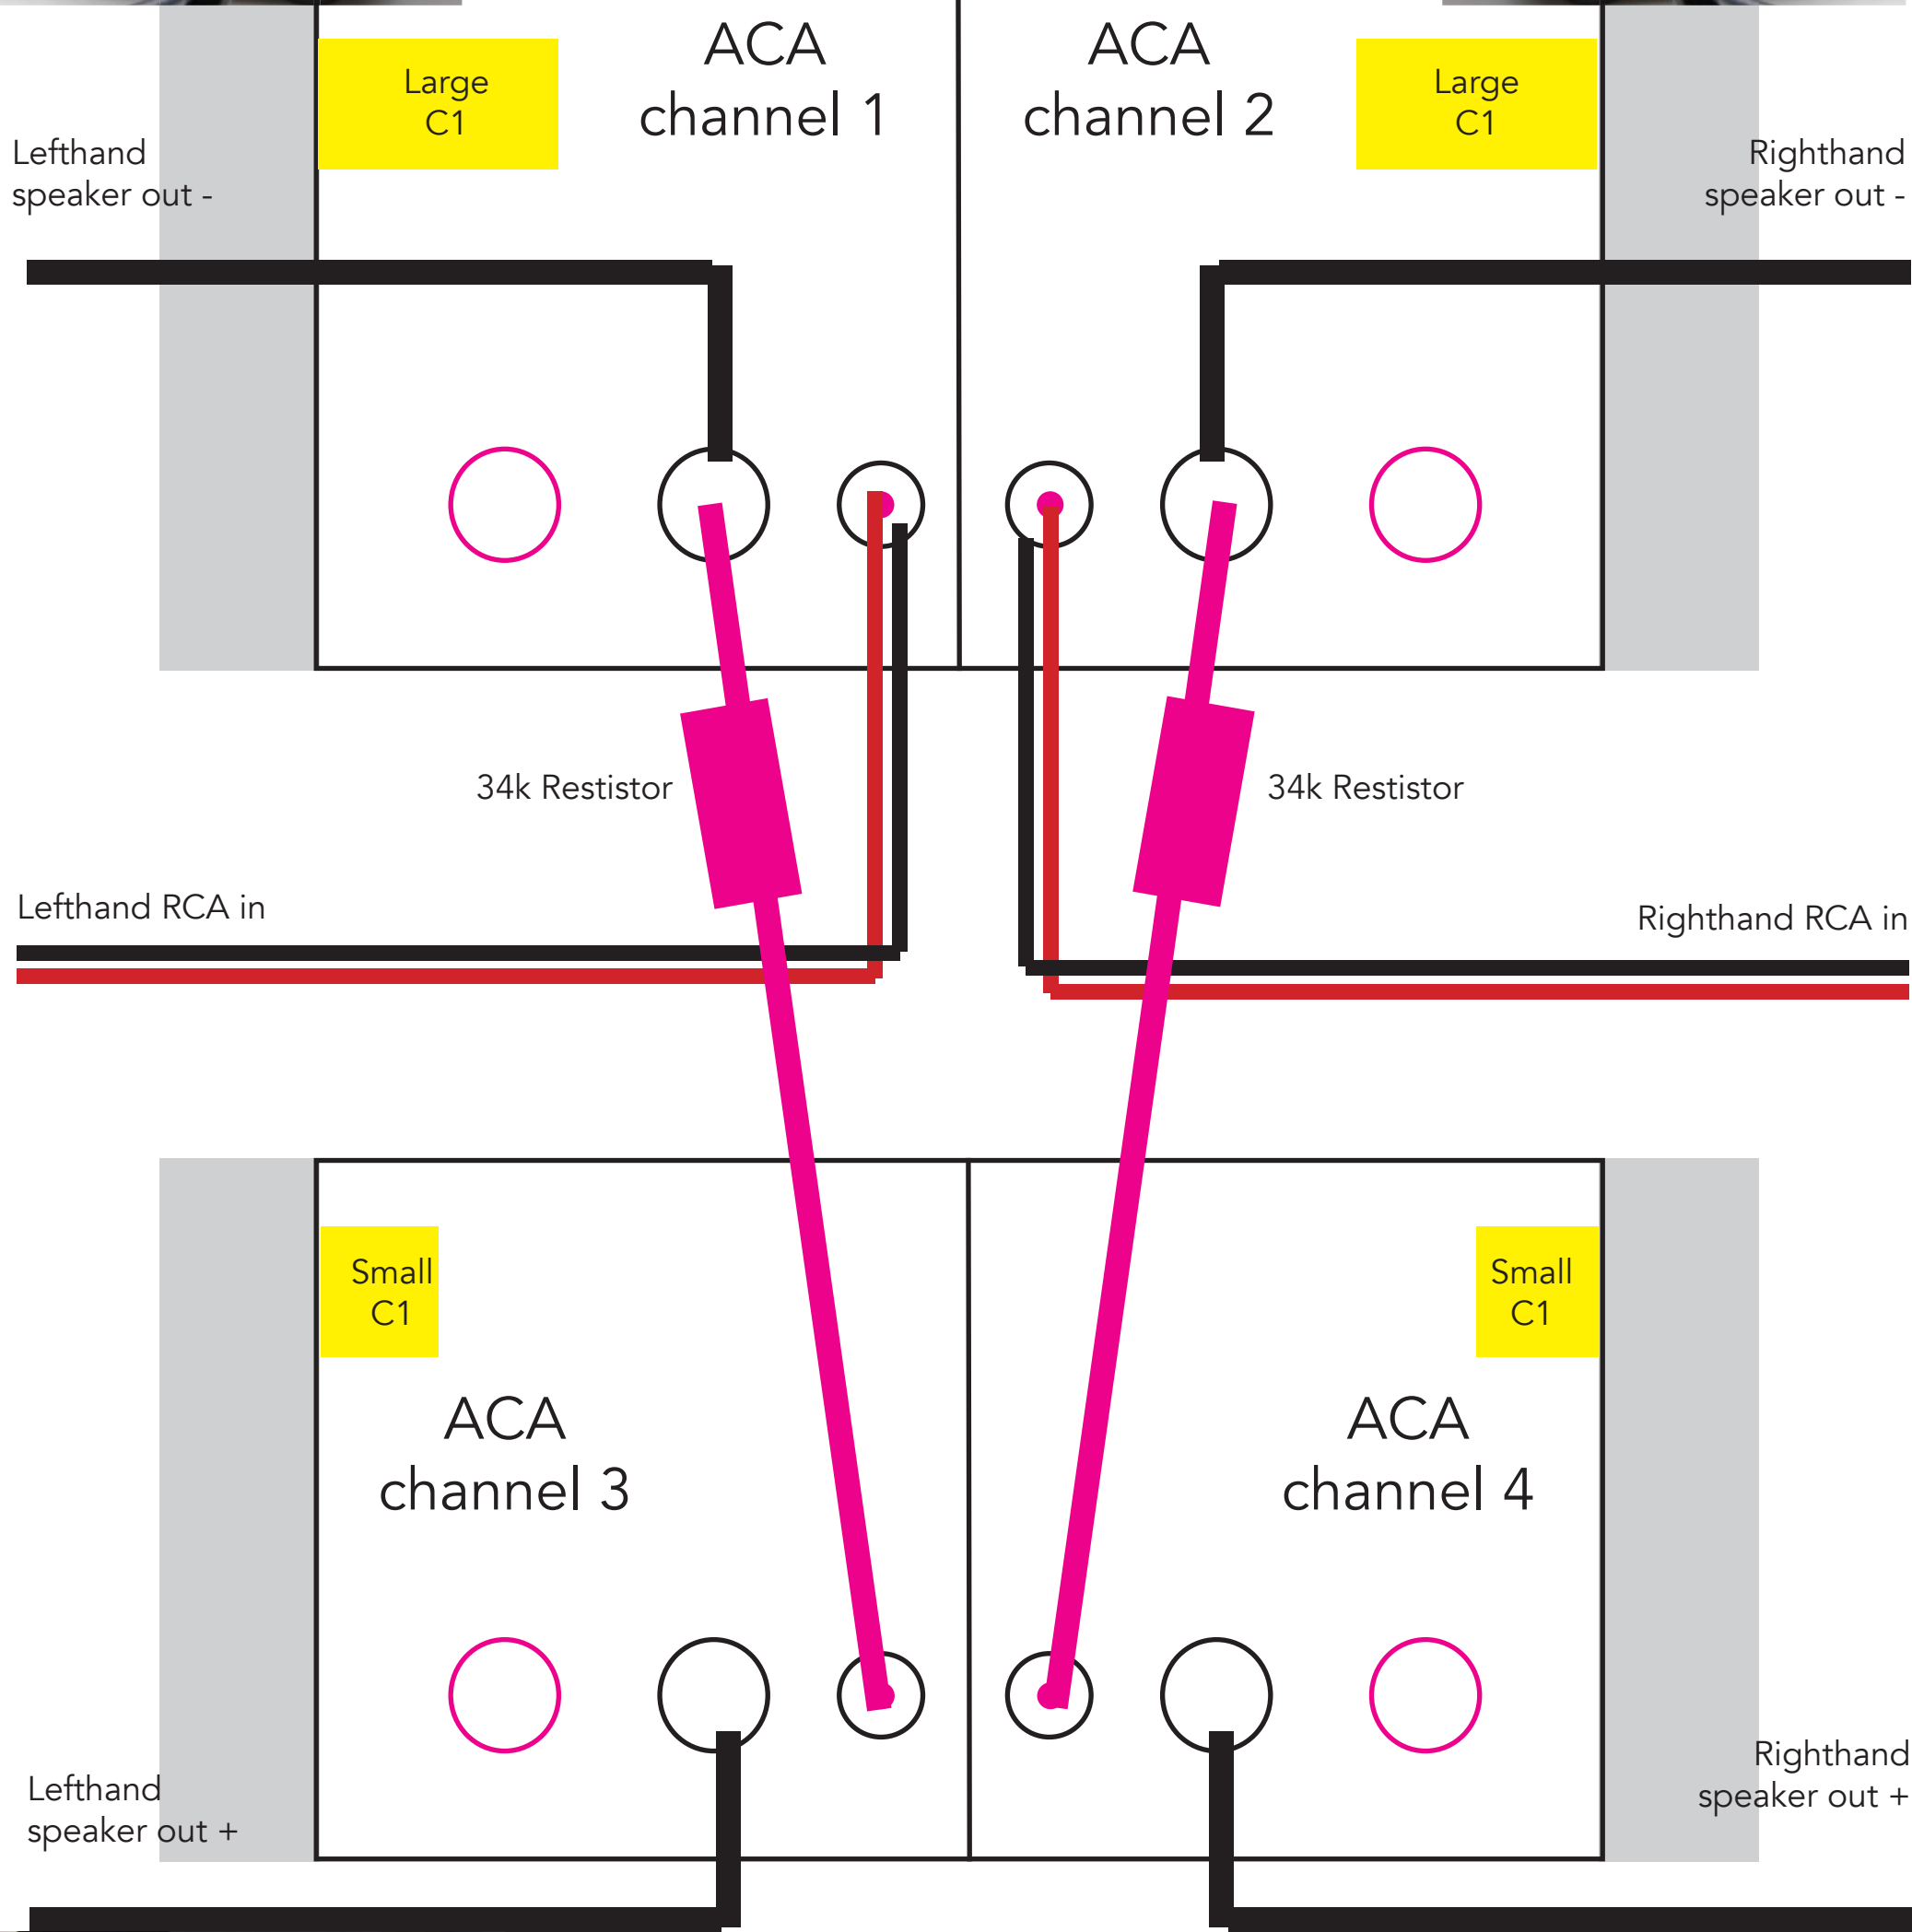 ACA
channel 1
ACA
channel 2
Large
C1
Large
C1
Lefthand
speaker out -
Righthand
speaker out -
34k Restistor
34k Restistor
Lefthand RCA in
Righthand RCA in
Small
C1
Small
C1
ACA
channel 3
ACA
channel 4
Lefthand
speaker out +
Righthand
speaker out +